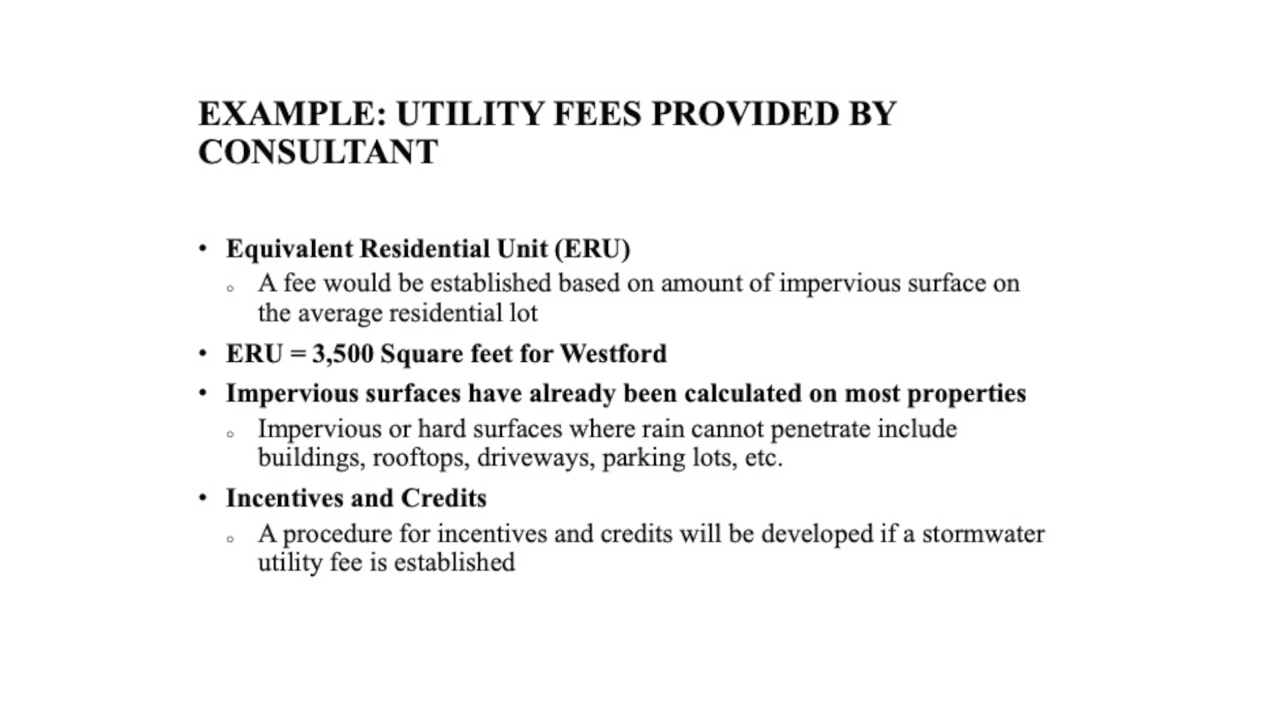 EXAMPLE: UTILITY FEES PROVIDED BY
CONSULTANT
• Equivalent Residential Unit (ERU)
◦ A fee would be established based on amount of impervious surface on
the average residential lot
• ERU = 3,500 Square feet for Westford
• Impervious surfaces have already been calculated on most properties
◦ Impervious or hard surfaces where rain cannot penetrate include
buildings, rooftops, driveways, parking lots, etc.
• Incentives and Credits
◦ A procedure for incentives and credits will be developed if a stormwater
utility fee is established